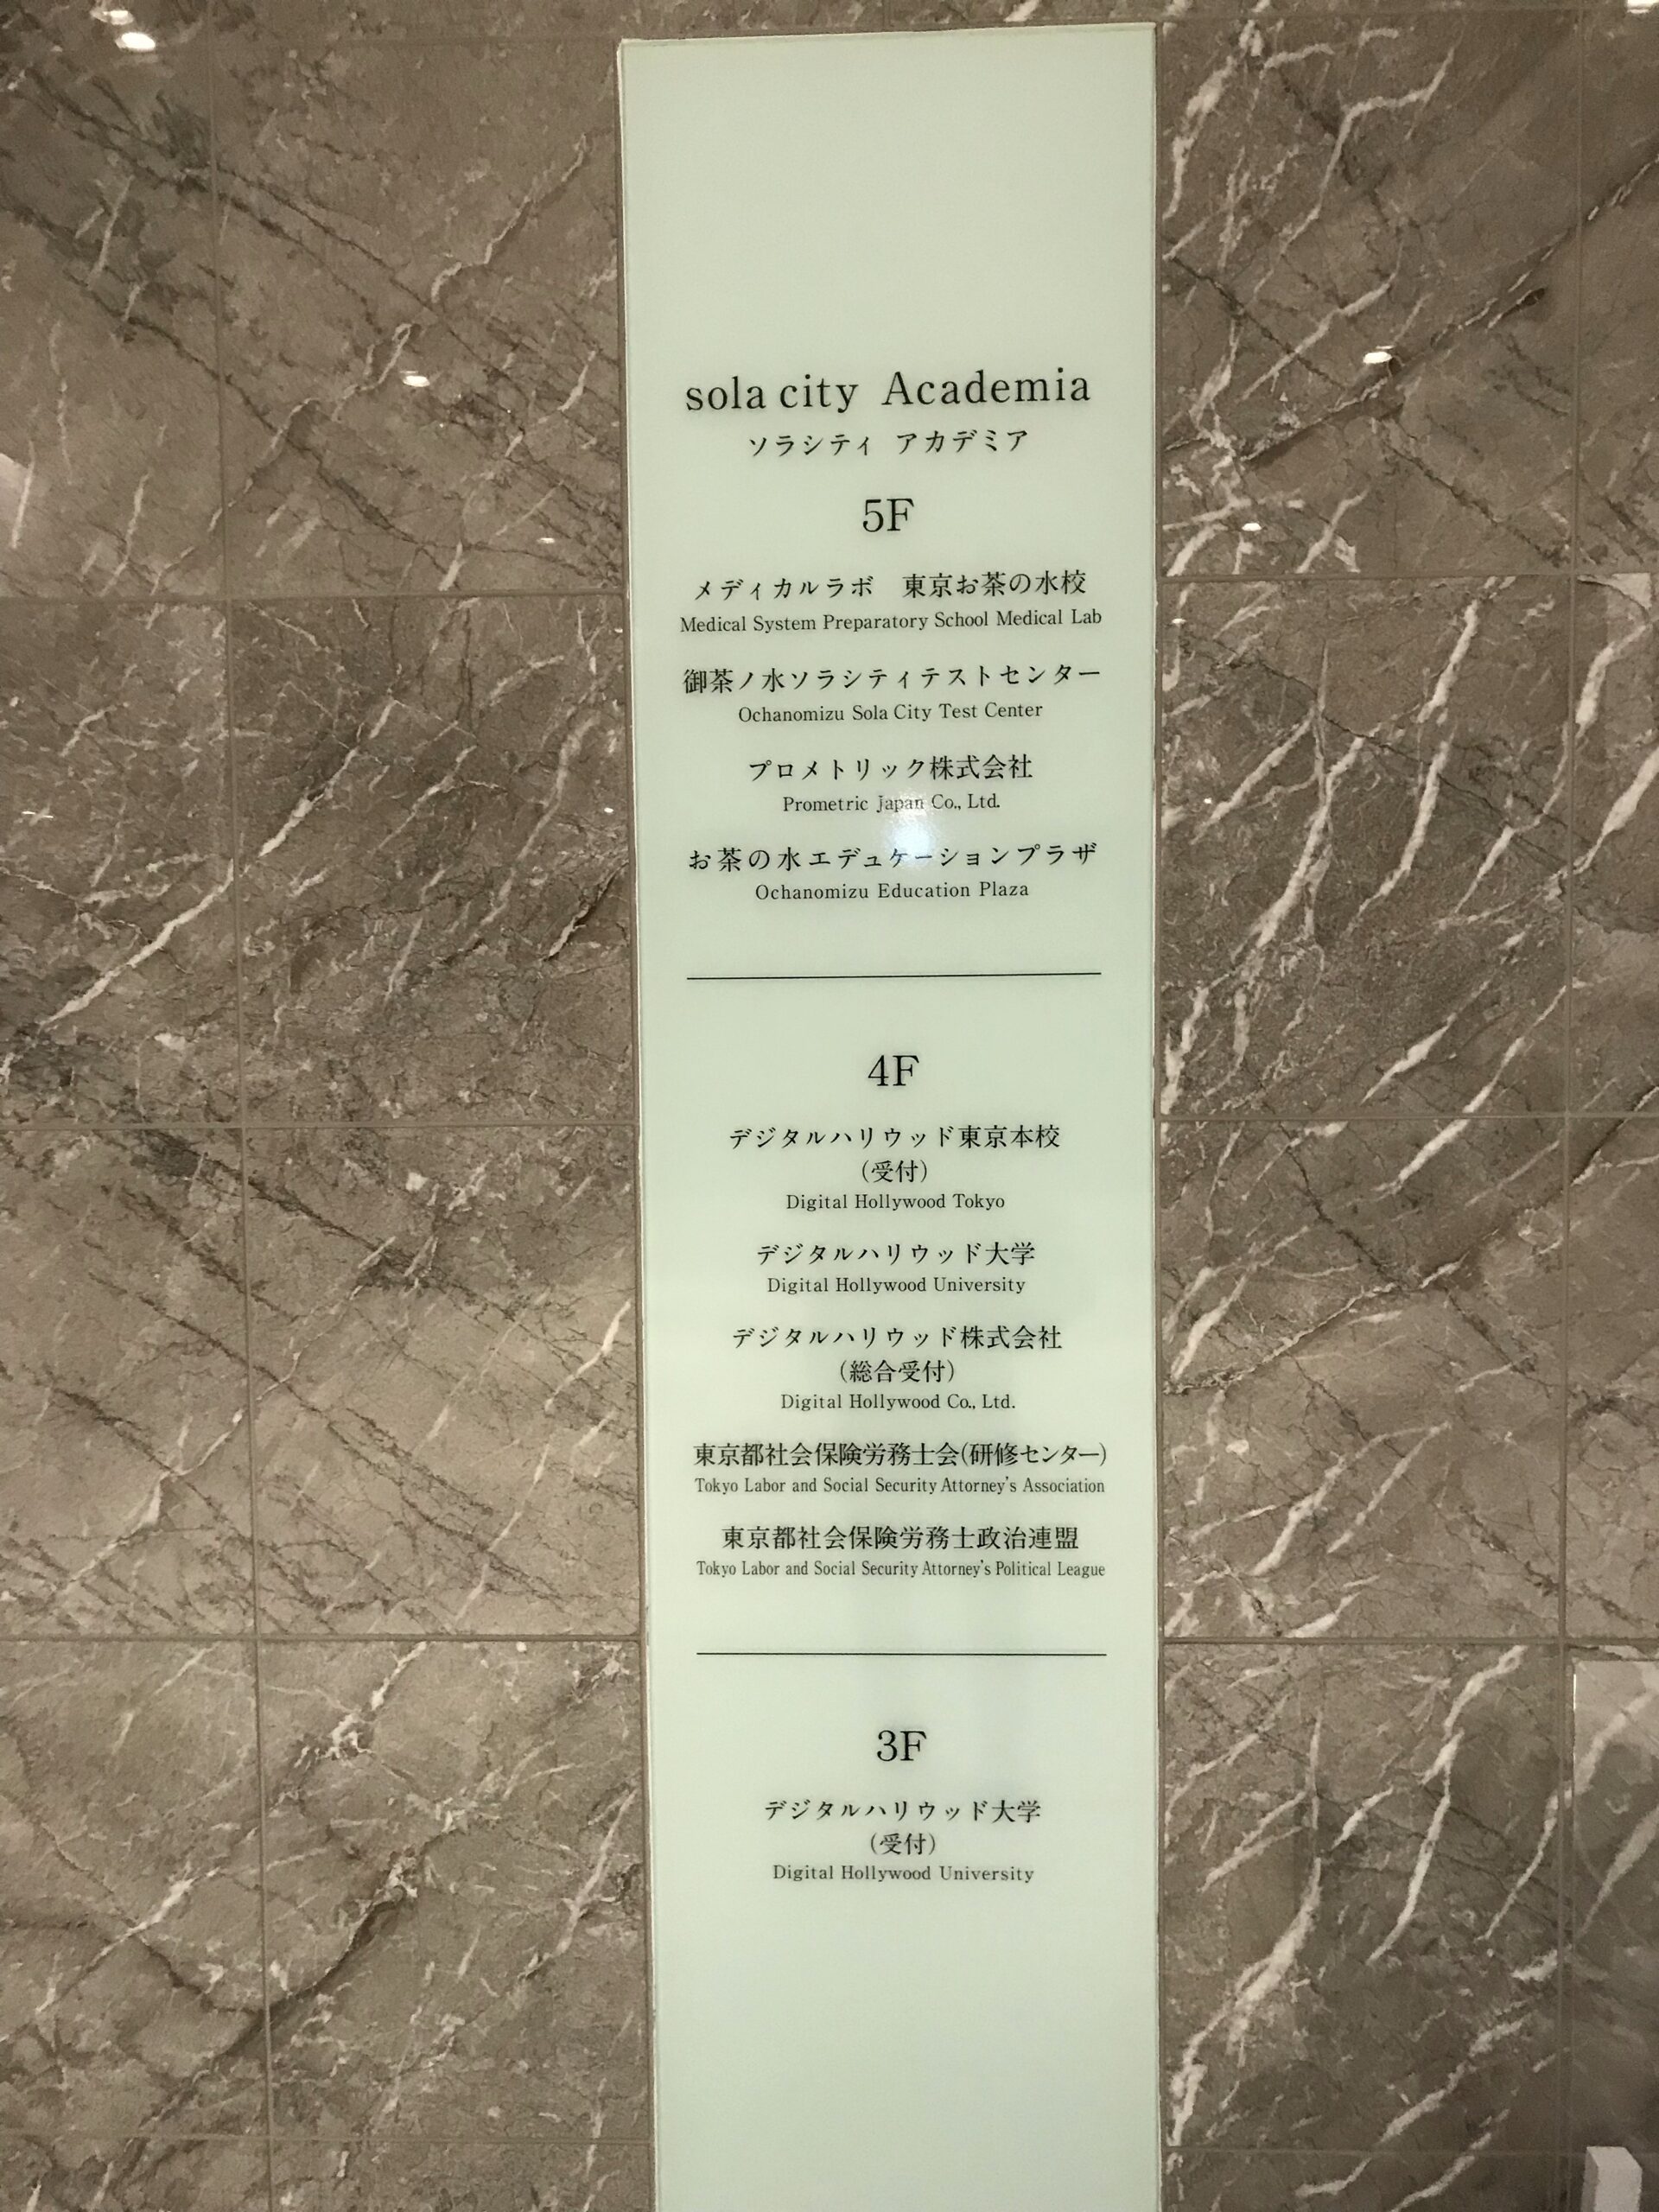 sola city Academia
ソラシティ アカデミア
5F
メディカルラボ　東京お茶の水校
Medical System Preparatory School Medical Lab
御茶ノ水ソラシティテストセンター
Ochanomizu Sola City Test Center
プロメトリック株式会社
Prometric Japan Co., Ltd.
お茶の水エデュケーションプラザ
Ochanomizu Education Plaza
4F
デジタルハリウッド東京本校
(受付)
Digital Hollywood Tokyo
デジタルハリウッド大学
Digital Hollywood University
デジタルハリウッド株式会社
(総合受付)
Digital Hollywood Co., Ltd.
東京都社会保険労務士会(研修センター)
Tokyo Labor and Social Security Attorney's Association
東京都社会保険労務士政治連盟
Tokyo Labor and Social Security Attorney's Political League
3F
デジタルハリウッド大学
(受付)
Digital Hollywood University